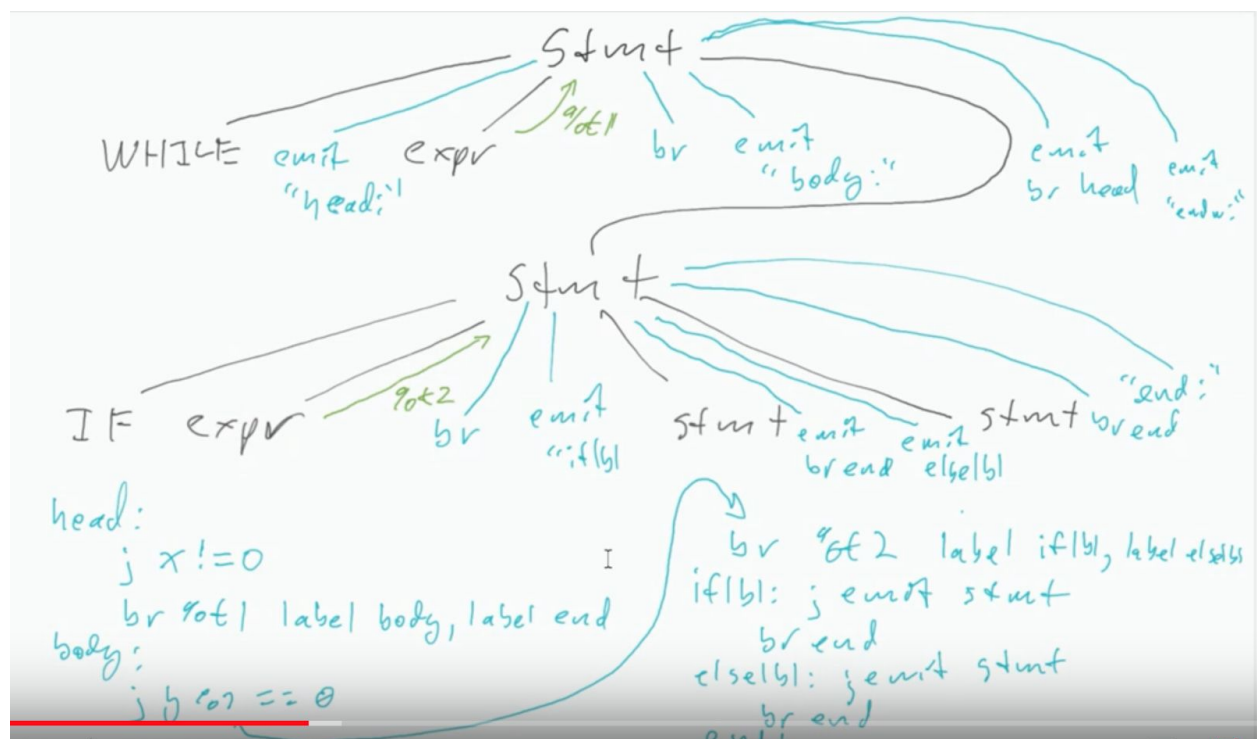 Stmt
WHILE emit expr %t1 br emit emit emit
"head:" "body:" br head "endw:"
stmt
IF expr %t2 br emit stmt emit emit stmt br end "end:"
"iflbl br end elselbl
head:
; x != 0
br %t1 label body, label end
body:
; == 0
br %t2 label iflbl, label elselbl
iflbl: ; emit stmt
br end
elselbl: ; emit stmt
br end